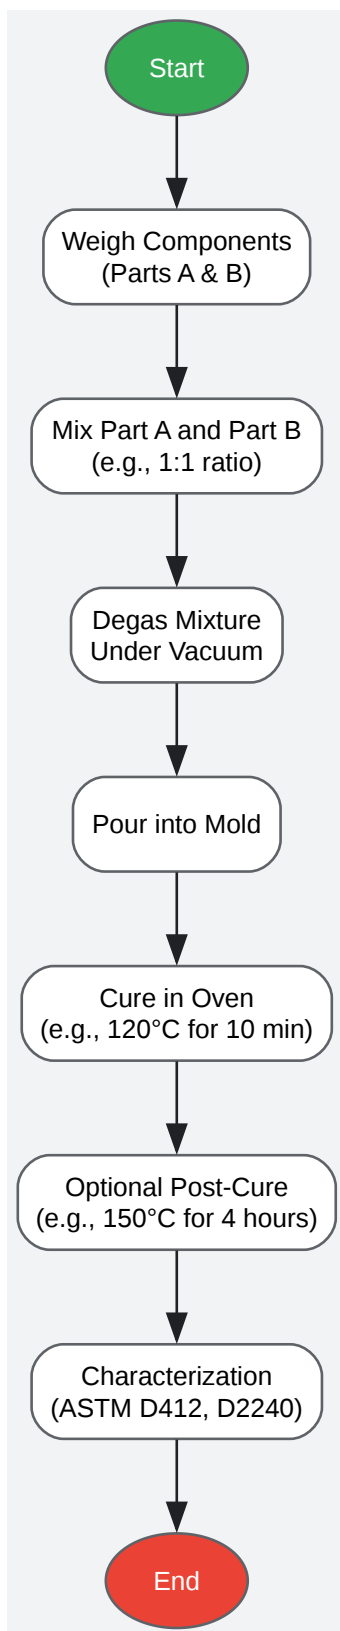 Start
Weigh Components
(Parts A & B)
Mix Part A and Part B
(e.g., 1:1 ratio)
Degas Mixture
Under Vacuum
Pour into Mold
Cure in Oven
(e.g., 120°C for 10 min)
Optional Post-Cure
(e.g., 150°C for 4 hours)
Characterization
(ASTM D412, D2240)
End